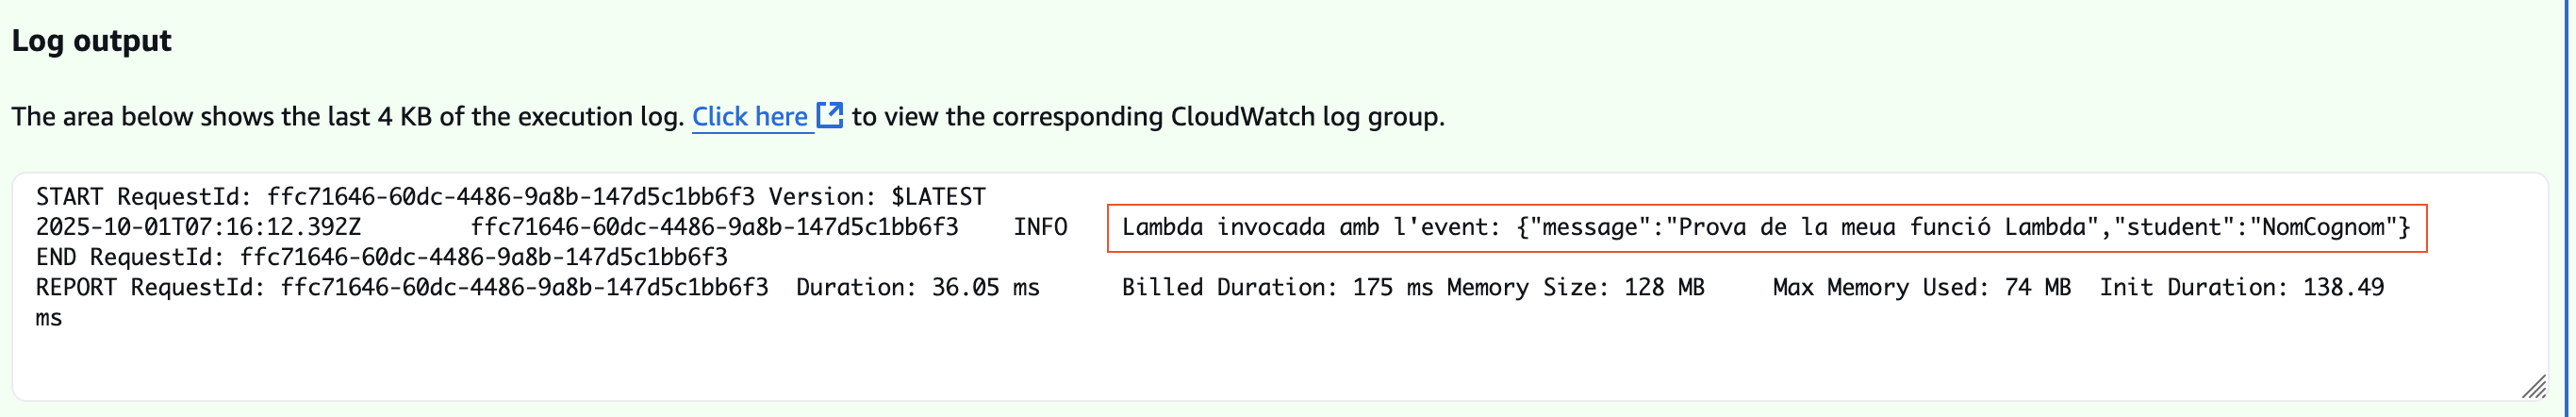 Log output
The area below shows the last 4 KB of the execution log. Click here to view the corresponding CloudWatch log group.
START RequestId: ffc71646-60dc-4486-9a8b-147d5c1bb6f3 Version: $LATEST
2025-10-01T07:16:12.392Z ffc71646-60dc-4486-9a8b-147d5c1bb6f3 INFO Lambda invocada amb l'event: {"message":"Prova de la meua funció Lambda","student":"NomCognom"}
END RequestId: ffc71646-60dc-4486-9a8b-147d5c1bb6f3
REPORT RequestId: ffc71646-60dc-4486-9a8b-147d5c1bb6f3 Duration: 36.05 ms Billed Duration: 175 ms Memory Size: 128 MB Max Memory Used: 74 MB Init Duration: 138.49
ms